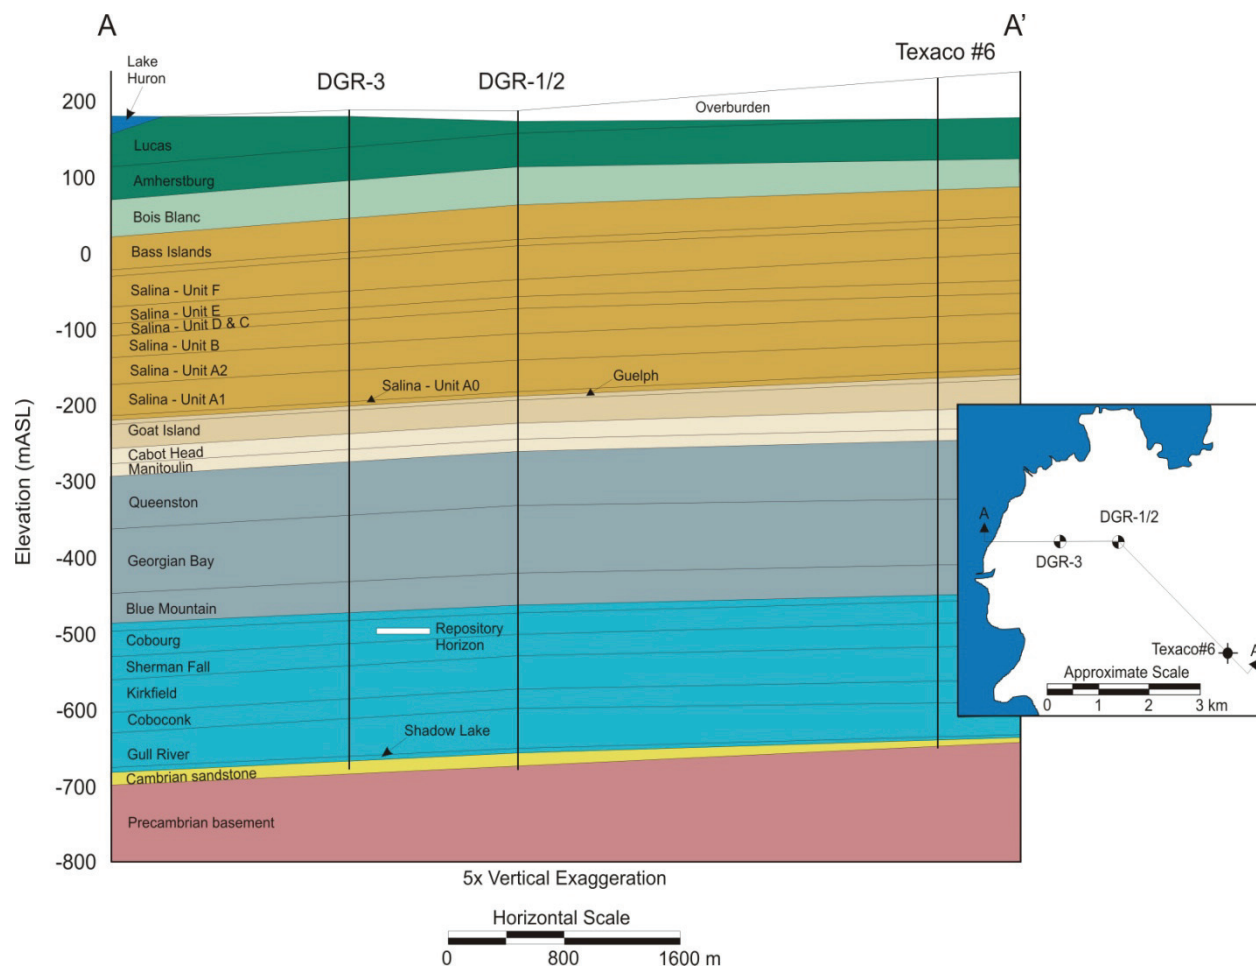 A
A'
Lake
Huron
DGR-3
DGR-1/2
Texaco #6
Overburden
Elevation (mASL)
200
100
0
-100
-200
-300
-400
-500
-600
-700
-800
Lucas
Amherstburg
Bois Blanc
Bass Islands
Salina - Unit F
Salina - Unit E
Salina - Unit D & C
Salina - Unit B
Salina - Unit A2
Salina - Unit A1
Salina - Unit A0
Guelph
Goat Island
Cabot Head
Manitoulin
Queenston
Georgian Bay
Blue Mountain
Cobourg
Repository
Horizon
Sherman Fall
Kirkfield
Coboconk
Gull River
Shadow Lake
Cambrian sandstone
Precambrian basement
A
DGR-1/2
DGR-3
Texaco#6
A
Approximate Scale
0 1 2 3 km
5x Vertical Exaggeration
Horizontal Scale
0 800 1600 m